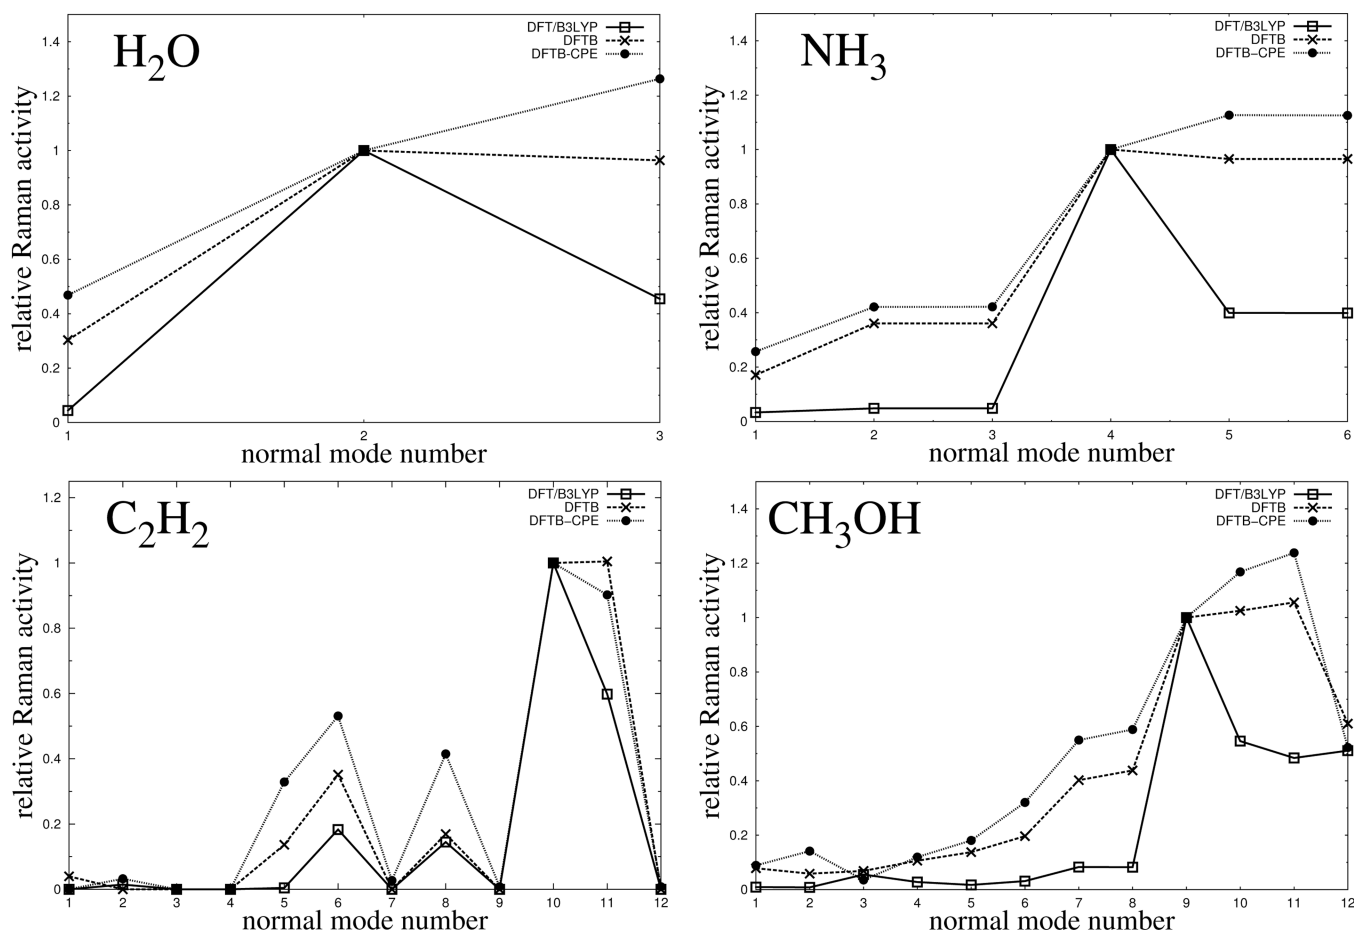 H2O
DFT/B3LYP
DFTB
DFTB-CPE
relative Raman activity
1.4
1.2
1
0.8
0.6
0.4
0.2
0
1 2 3
normal mode number
NH3
DFT/B3LYP
DFTB
DFTB-CPE
relative Raman activity
1.4
1.2
1
0.8
0.6
0.4
0.2
0
1 2 3 4 5 6
normal mode number
C2H2
DFT/B3LYP
DFTB
DFTB-CPE
relative Raman activity
1.2
1
0.8
0.6
0.4
0.2
0
1 2 3 4 5 6 7 8 9 10 11 12
normal mode number
CH3OH
DFT/B3LYP
DFTB
DFTB-CPE
relative Raman activity
1.4
1.2
1
0.8
0.6
0.4
0.2
0
1 2 3 4 5 6 7 8 9 10 11 12
normal mode number